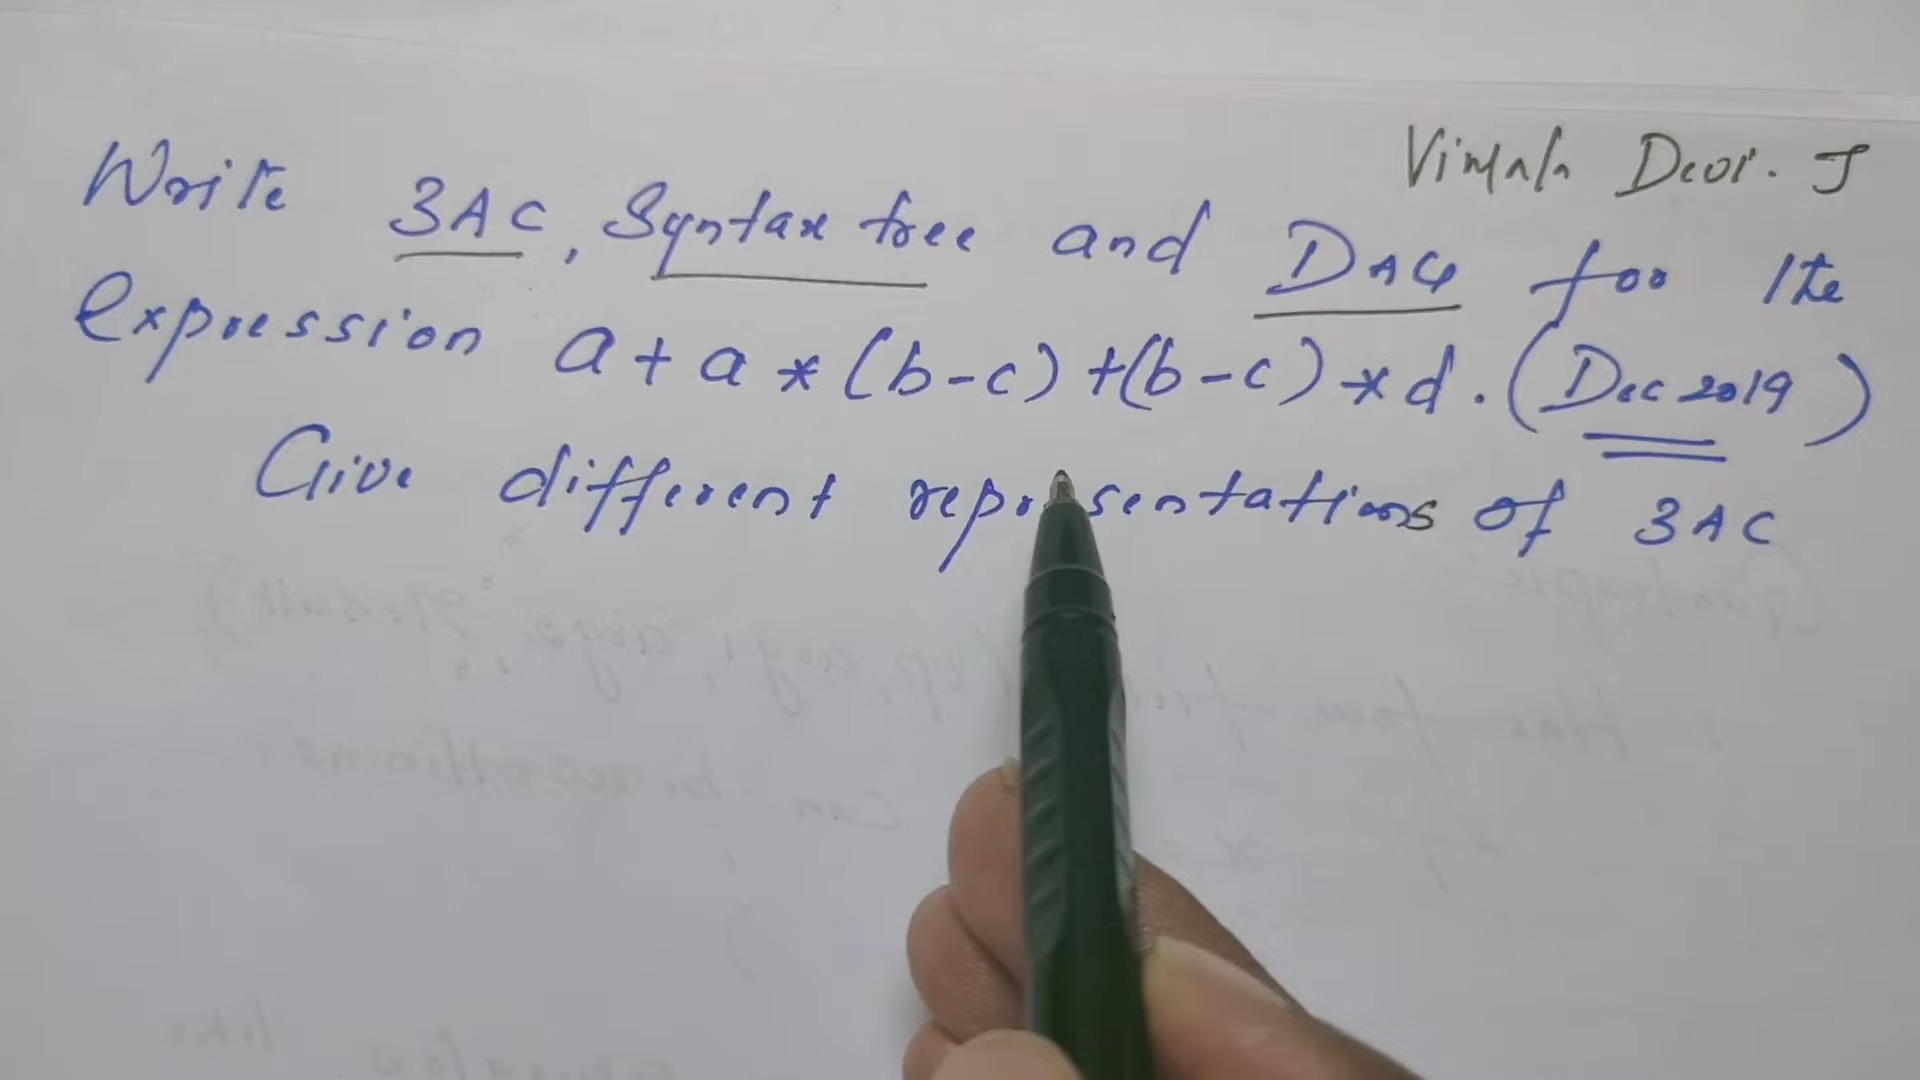 Vimala Devi. J
Write 3AC, Syntax tree and DAG for the
expression a + a * (b - c) + (b - c) * d. (Dec 2019)
Give different representations of 3AC